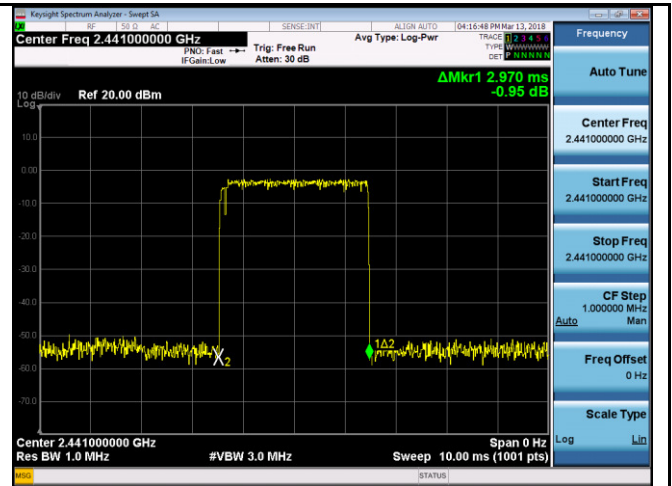 Keysight Spectrum Analyzer - Swept SA
RF 50 Ω AC SENSE:INT ALIGN AUTO 04:16:48 PM Mar 13, 2018
Center Freq 2.441000000 GHz
PNO: Fast
IFGain:Low
Trig: Free Run
Atten: 30 dB
Avg Type: Log-Pwr
TRACE 1 2 3 4 5 6
TYPE W
DET P N N N N N
ΔMkr1 2.970 ms
-0.95 dB
10 dB/div Ref 20.00 dBm
Log
10.0
0.00
-10.0
-20.0
-30.0
-40.0
-50.0
-60.0
-70.0
X2
1Δ2
Center 2.441000000 GHz Span 0 Hz
Res BW 1.0 MHz #VBW 3.0 MHz Sweep 10.00 ms (1001 pts)
MSG STATUS
Frequency
Auto Tune
Center Freq
2.441000000 GHz
Start Freq
2.441000000 GHz
Stop Freq
2.441000000 GHz
CF Step
1.000000 MHz
Auto Man
Freq Offset
0 Hz
Scale Type
Log Lin